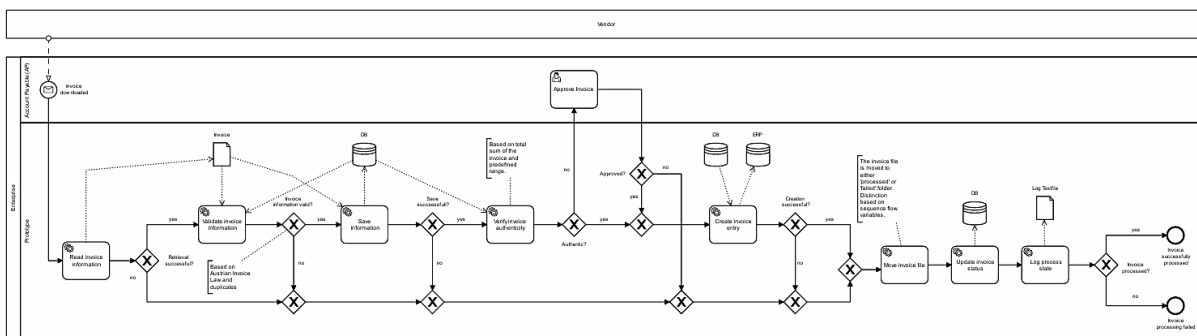 Vendor
Enterprise
Account Payable (AP)
Prototype
Invoice
downloaded
Approve Invoice
Invoice
DB
Based on total
sum of the
invoice and
predefined
range.
DB
ERP
Approved?
no
yes
no
The invoice file
is moved to
either
'processed' or
'failed' folder.
Distinction
based on
sequence flow
variables.
DB
Log Textfile
Read invoice
information
Retrieval
successful?
yes
no
Validate invoice
information
Invoice
information valid?
yes
no
Based on
Austrian Invoice
Law and
duplicates
Save
information
Save
successful?
yes
no
Verify invoice
authenticity
Authentic?
yes
Create invoice
entry
Creation
successful?
yes
no
Move invoice file
Update invoice
status
Log process
state
Invoice
processed?
yes
no
Invoice
successfully
processed
Invoice
processing failed